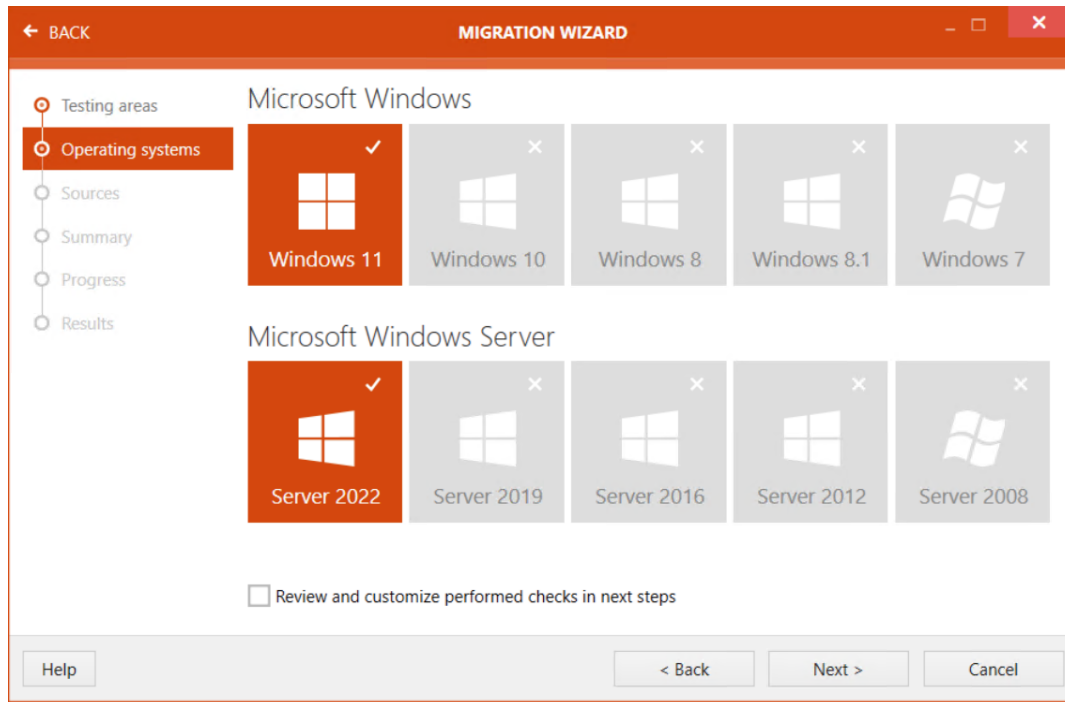 BACK
MIGRATION WIZARD
Testing areas
Operating systems
Sources
Summary
Progress
Results
Microsoft Windows
Windows 11
Windows 10
Windows 8
Windows 8.1
Windows 7
Microsoft Windows Server
Server 2022
Server 2019
Server 2016
Server 2012
Server 2008
Review and customize performed checks in next steps
Help
< Back
Next >
Cancel